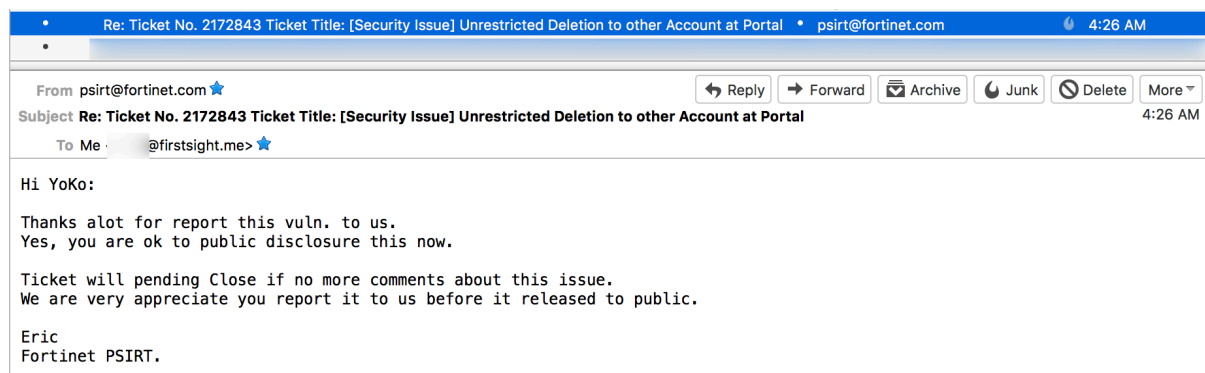 Re: Ticket No. 2172843 Ticket Title: [Security Issue] Unrestricted Deletion to other Account at Portal • psirt@fortinet.com 4:26 AM
From psirt@fortinet.com Reply Forward Archive Junk Delete More
Subject Re: Ticket No. 2172843 Ticket Title: [Security Issue] Unrestricted Deletion to other Account at Portal 4:26 AM
To Me @firstsight.me>
Hi YoKo:
Thanks alot for report this vuln. to us.
Yes, you are ok to public disclosure this now.
Ticket will pending Close if no more comments about this issue.
We are very appreciate you report it to us before it released to public.
Eric
Fortinet PSIRT.